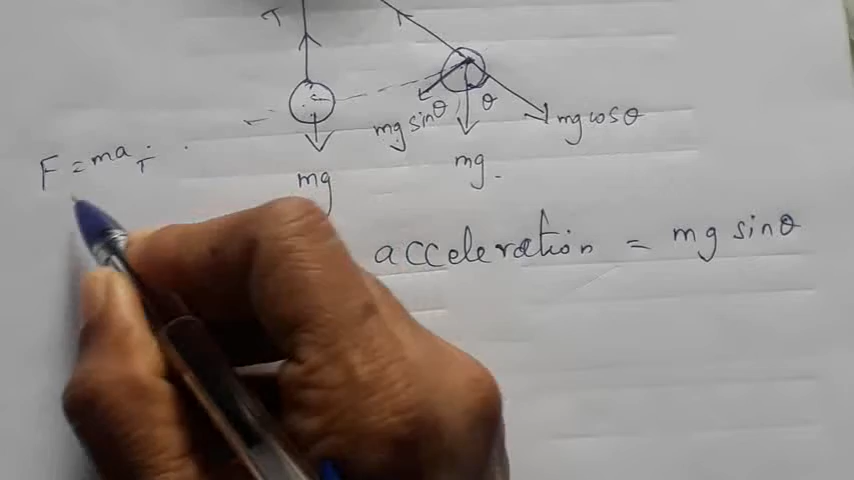 T
mg sinθ
θ
mg cosθ
F = ma T
mg
mg
acceleration = mg sinθ